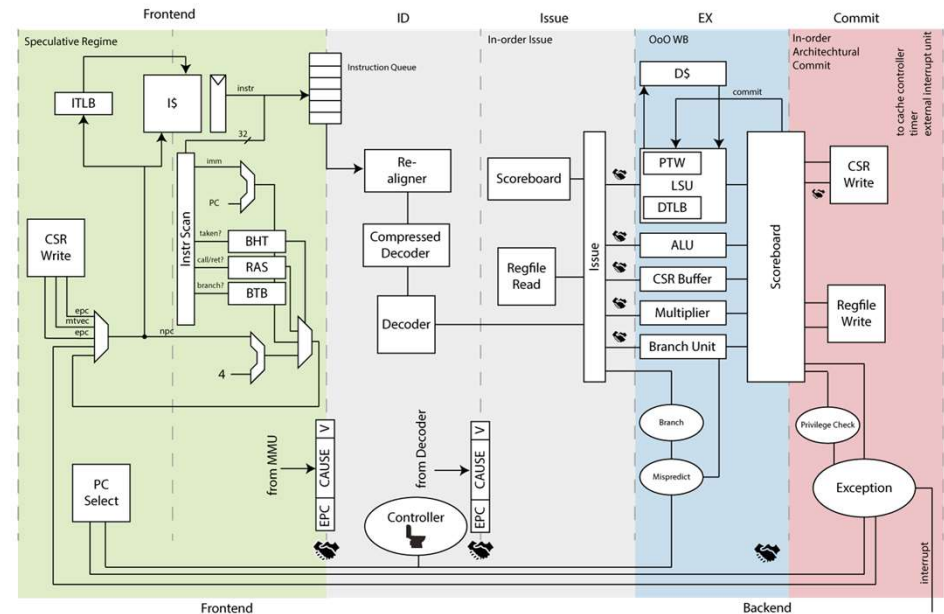 Frontend
ID
Issue
EX
Commit
Speculative Regime
In-order Issue
OoO WB
In-order
Architechtural
Commit
to cache controller
timer
external interrupt unit
ITLB
I$
instr
Instruction Queue
32
D$
commit
Instr Scan
imm
PC
taken?
BHT
call/ret?
RAS
branch?
BTB
CSR
Write
epc
mtvec
epc
npc
4
Re-
aligner
Compressed
Decoder
Decoder
Scoreboard
Regfile
Read
Issue
PTW
LSU
DTLB
ALU
CSR Buffer
Multiplier
Branch Unit
Scoreboard
CSR
Write
Regfile
Write
Branch
Mispredict
Privilege Check
Exception
PC
Select
from MMU
EPC
CAUSE
V
from Decoder
EPC
CAUSE
V
Controller
interrupt
Frontend
Backend